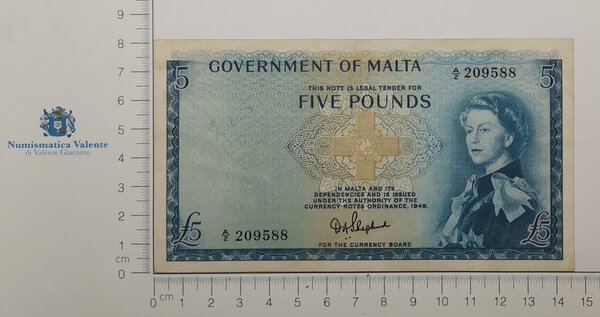 9
8
7
6
5
4
3
2
1
cm
0
Numismatica Valente
di Valente Giacomo
5
GOVERNMENT OF MALTA
A/2 209588
5
THIS NOTE IS LEGAL TENDER FOR
FIVE POUNDS
IN MALTA AND ITS
DEPENDENCIES AND IS ISSUED
UNDER THE AUTHORITY OF THE
CURRENCY NOTES ORDINANCE, 1949.
£5
A/2 209588
D A Shepherd
FOR THE CURRENCY BOARD
£5
0 cm 1 2 3 4 5 6 7 8 9 10 11 12 13 14 15